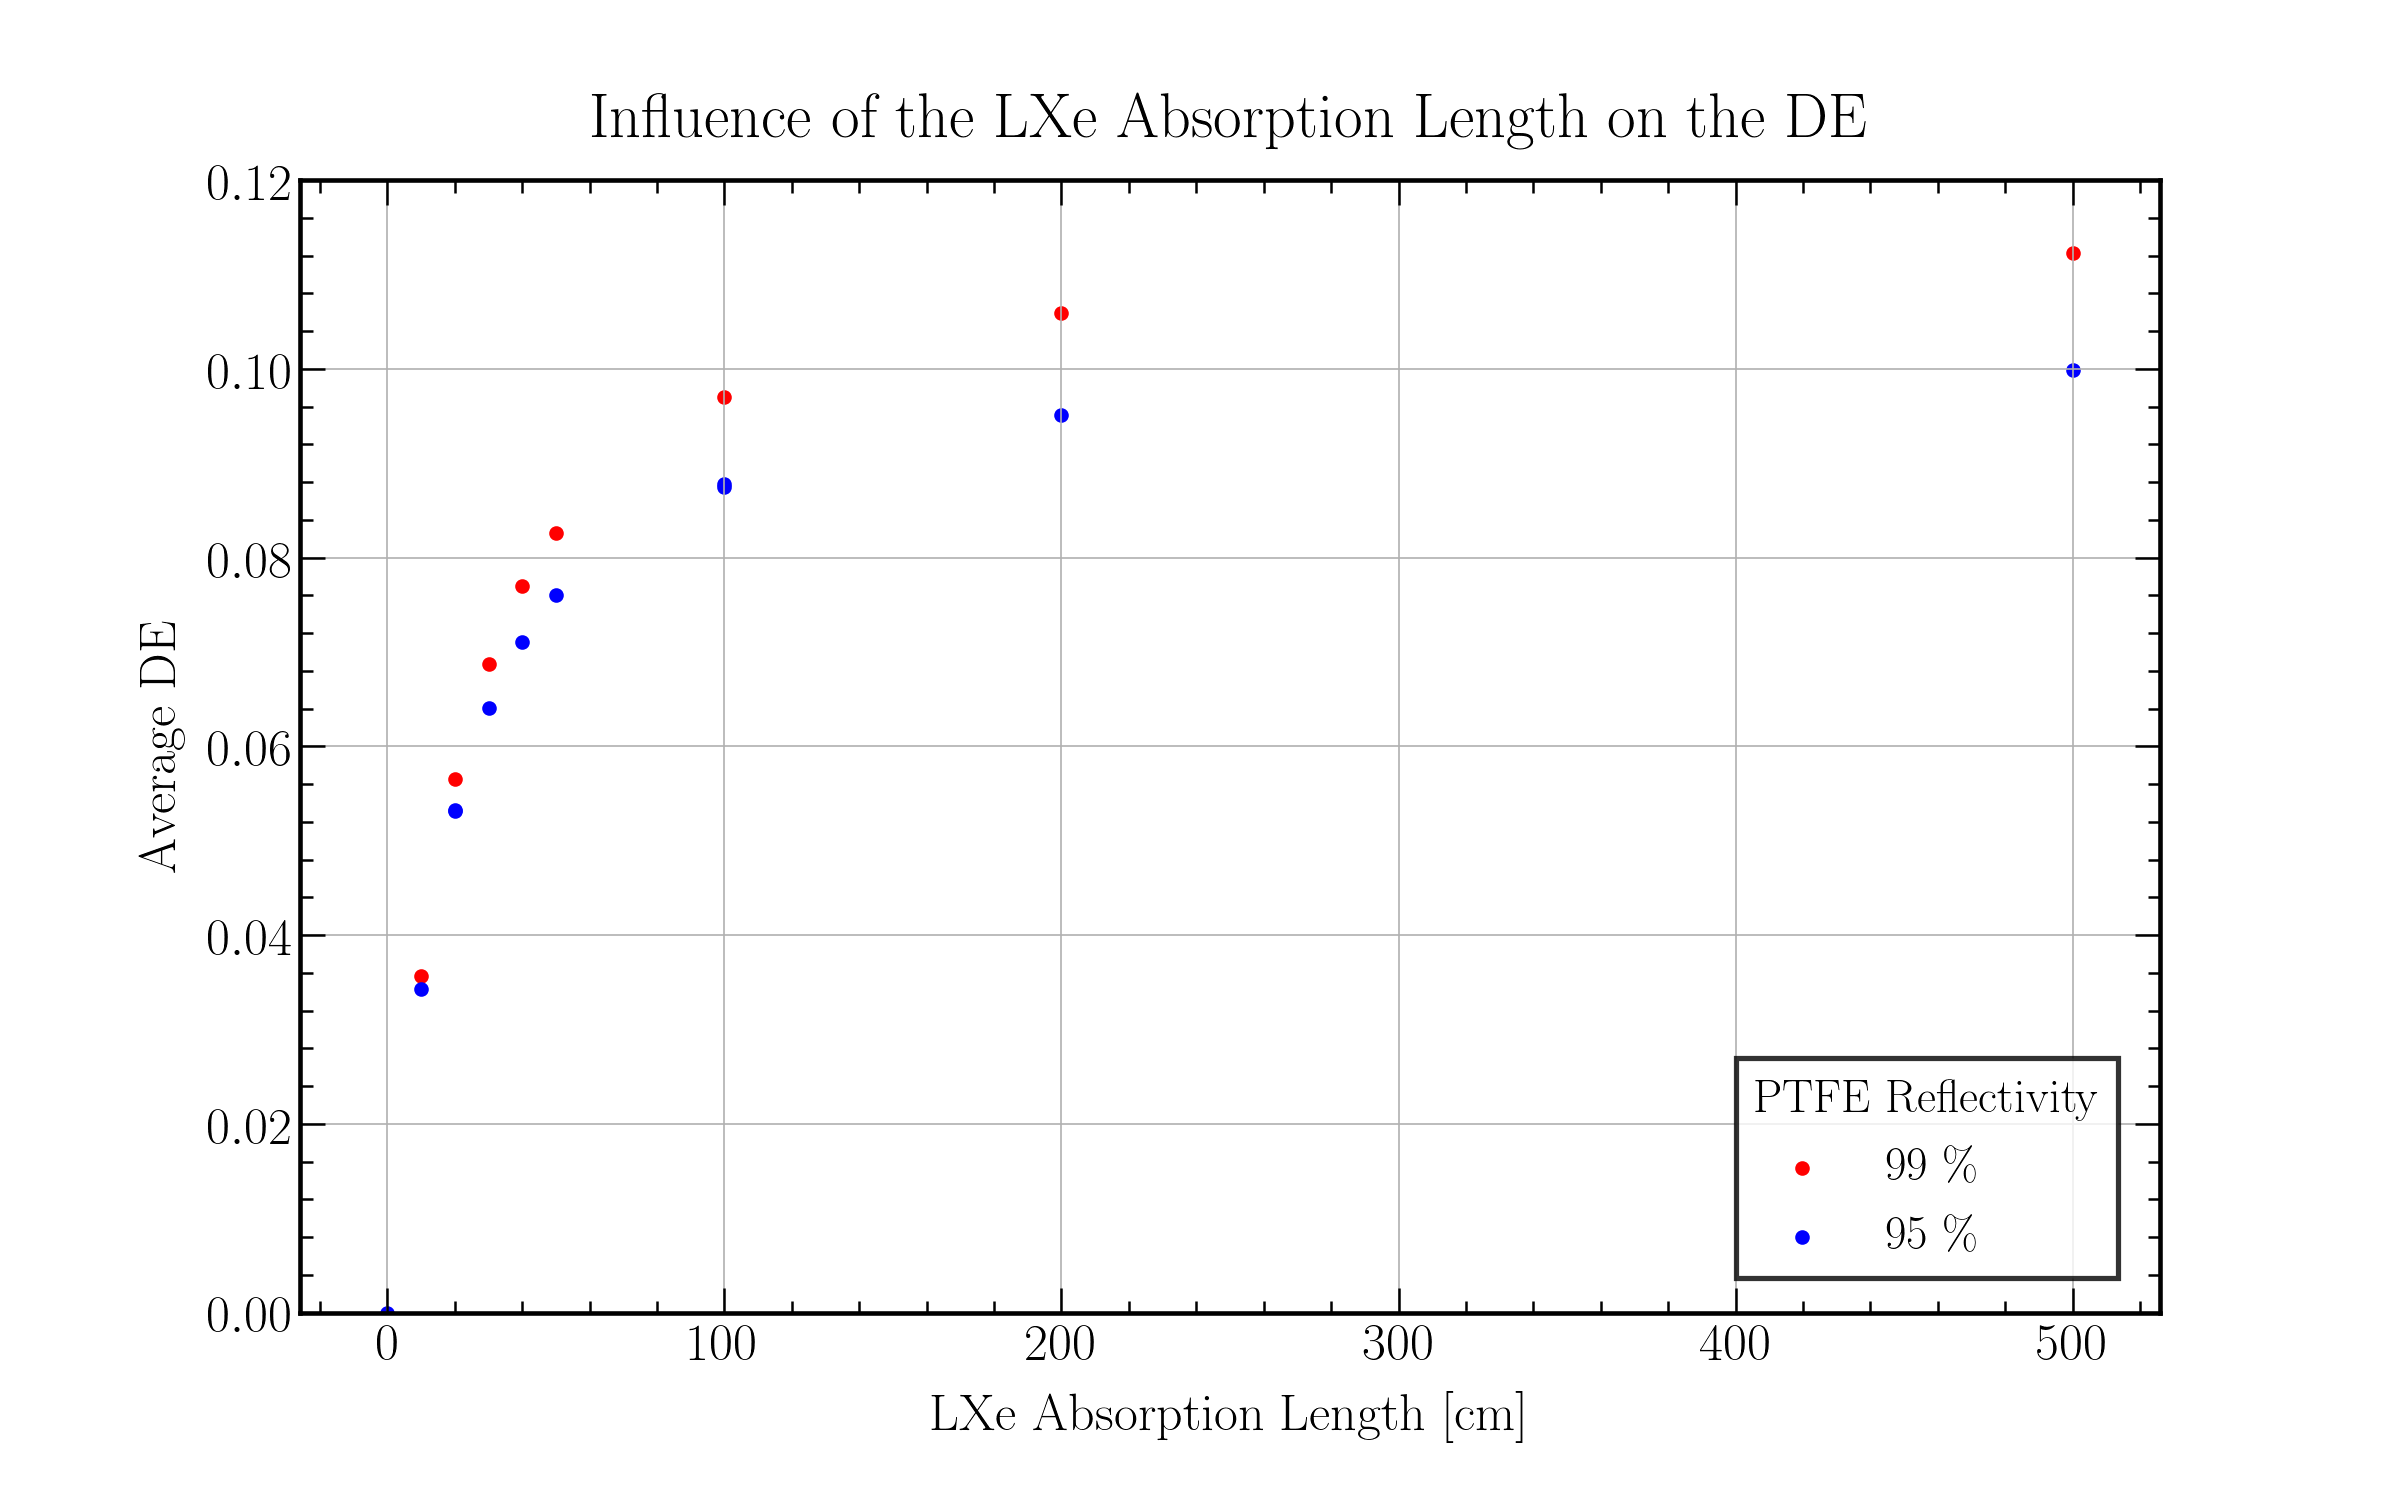 Influence of the LXe Absorption Length on the DE
0.12
0.10
0.08
0.06
0.04
0.02
0.00
Average DE
0 100 200 300 400 500
LXe Absorption Length [cm]
PTFE Reflectivity
99 %
95 %